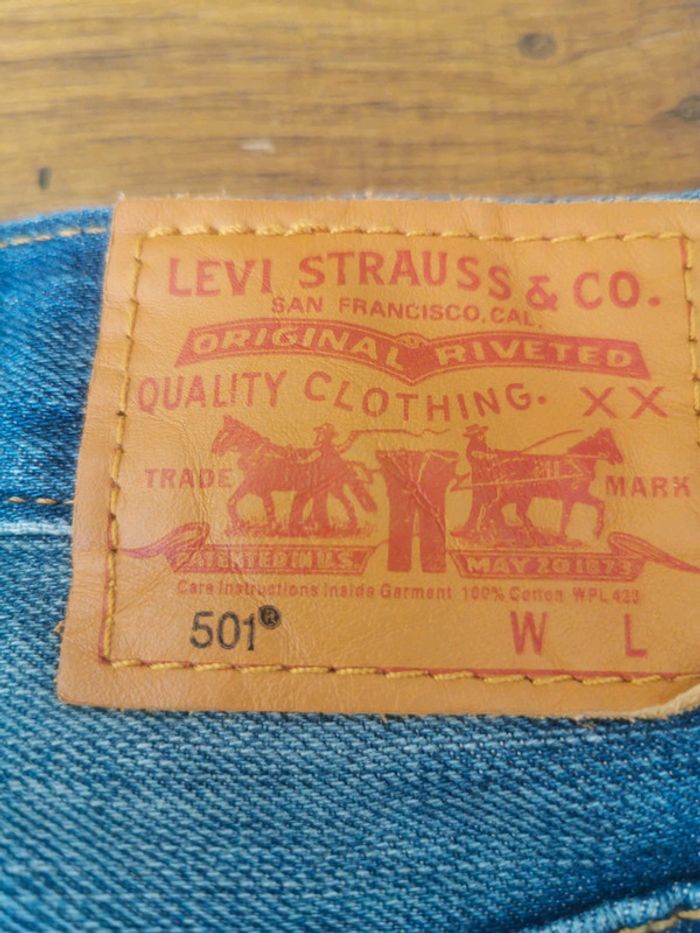 LEVI STRAUSS & CO.
SAN FRANCISCO, CAL.
ORIGINAL RIVETED
QUALITY CLOTHING. XX
TRADE MARK
PATENTED IN U.S. MAY 20 1873
Care Instructions Inside Garment 100% Cotton WPL 423
501® W L